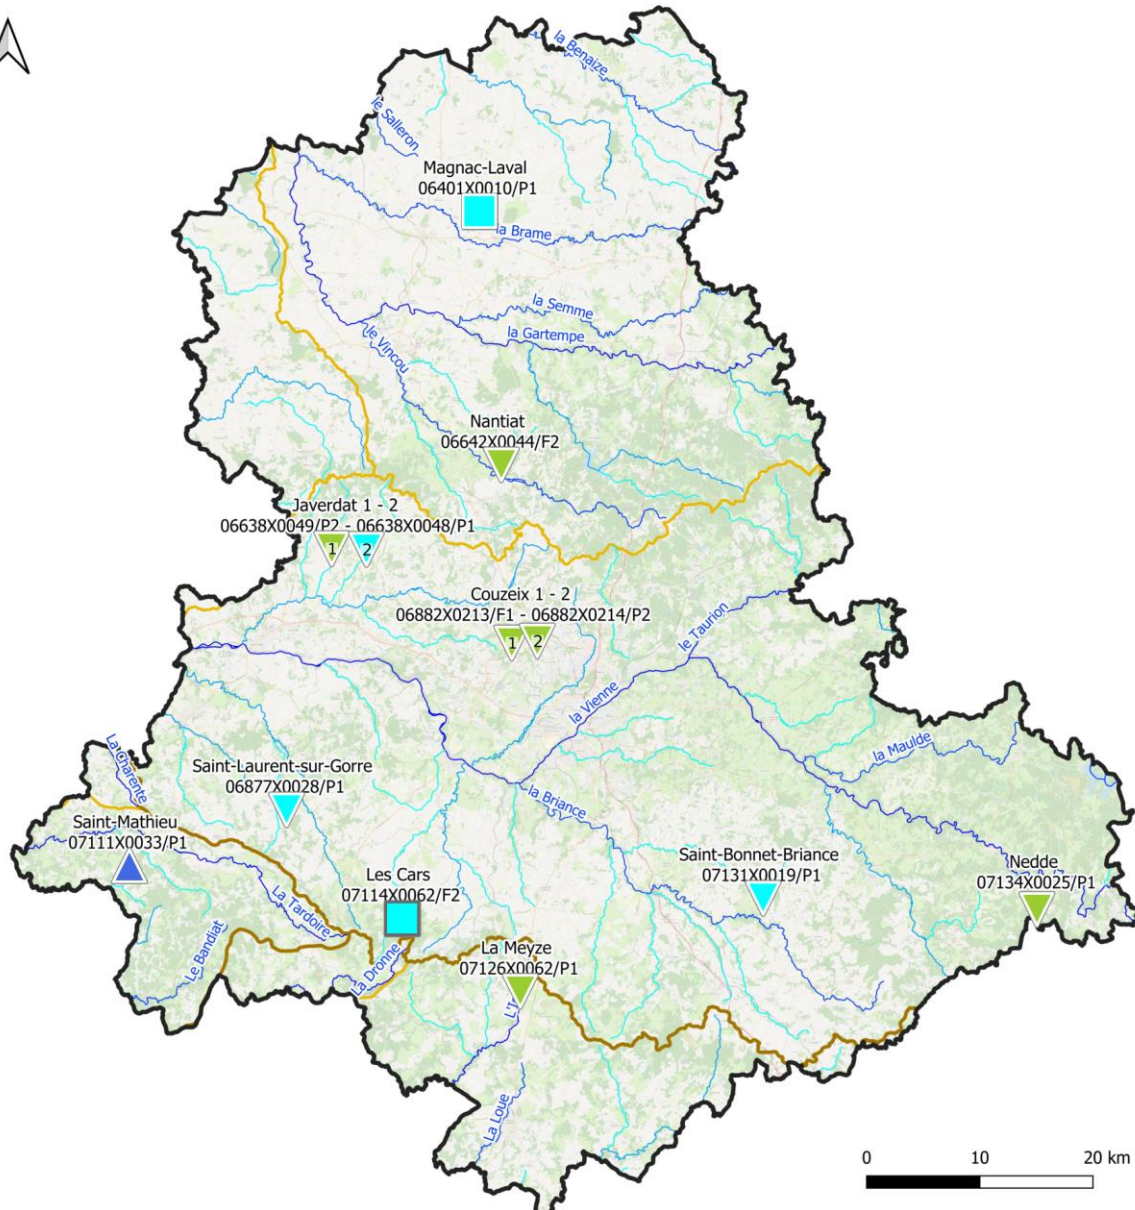 la Benaize
le Salleron
Magnac-Laval
06401X0010/P1
la Brame
la Semme
la Gartempe
le Vincou
Nantiat
06642X0044/F2
Javerdat 1 - 2
06638X0049/P2 - 06638X0048/P1
1
2
Couzeix 1 - 2
06882X0213/F1 - 06882X0214/P2
1
2
le Taurion
la Vienne
la Maulde
La Charente
Saint-Laurent-sur-Gorre
06877X0028/P1
la Briance
Saint-Mathieu
07111X0033/P1
Saint-Bonnet-Briance
07131X0019/P1
Nedde
07134X0025/P1
Les Cars
07114X0062/F2
La Tardoire
Le Bandiat
La Dronne
La Meyze
07126X0062/P1
La Loue
0 10 20 km